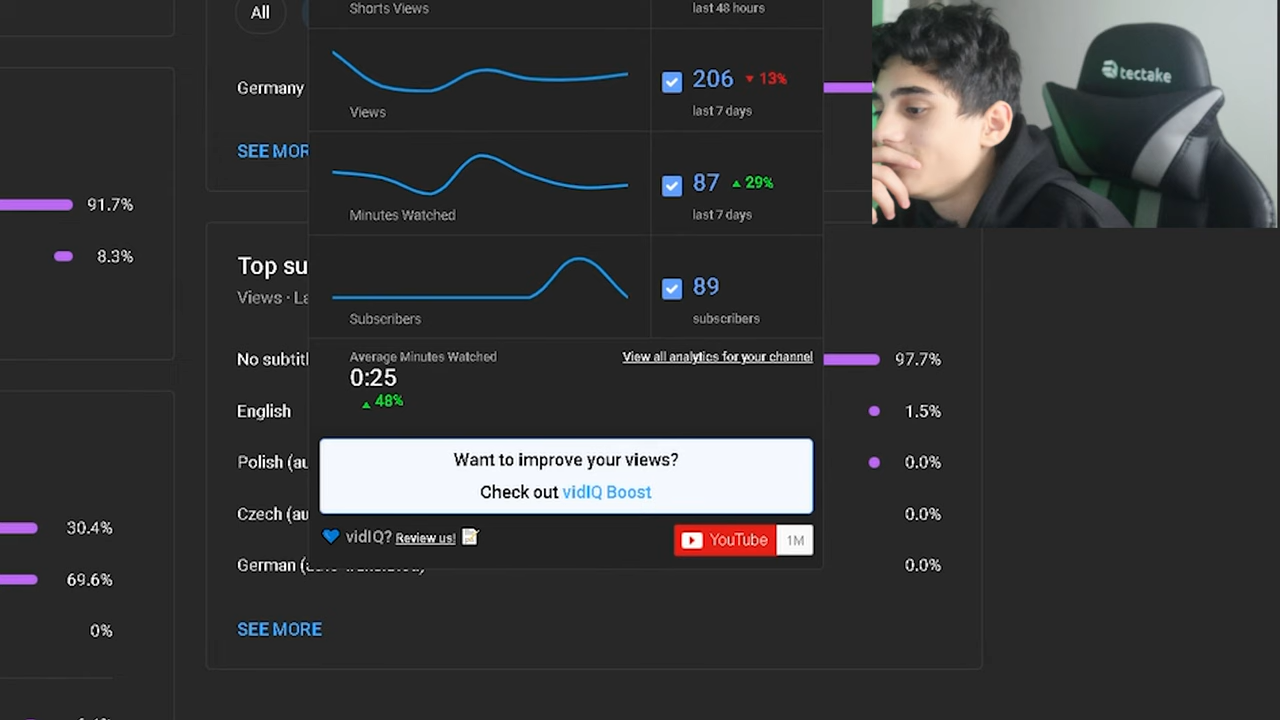 Shorts Views
last 48 hours
All
Germany
206 ▼ 13%
Views
last 7 days
SEE MOR
91.7%
87 ▲ 29%
Minutes Watched
last 7 days
8.3%
Top su
Views · La
89
Subscribers
subscribers
No subtitl
Average Minutes Watched
View all analytics for your channel
0:25
▲ 48%
97.7%
English
1.5%
Polish (au
0.0%
Want to improve your views?
Check out vidIQ Boost
Czech (au
0.0%
30.4%
vidIQ? Review us!
YouTube 1M
German (auto-translated)
0.0%
69.6%
SEE MORE
0%
tectake